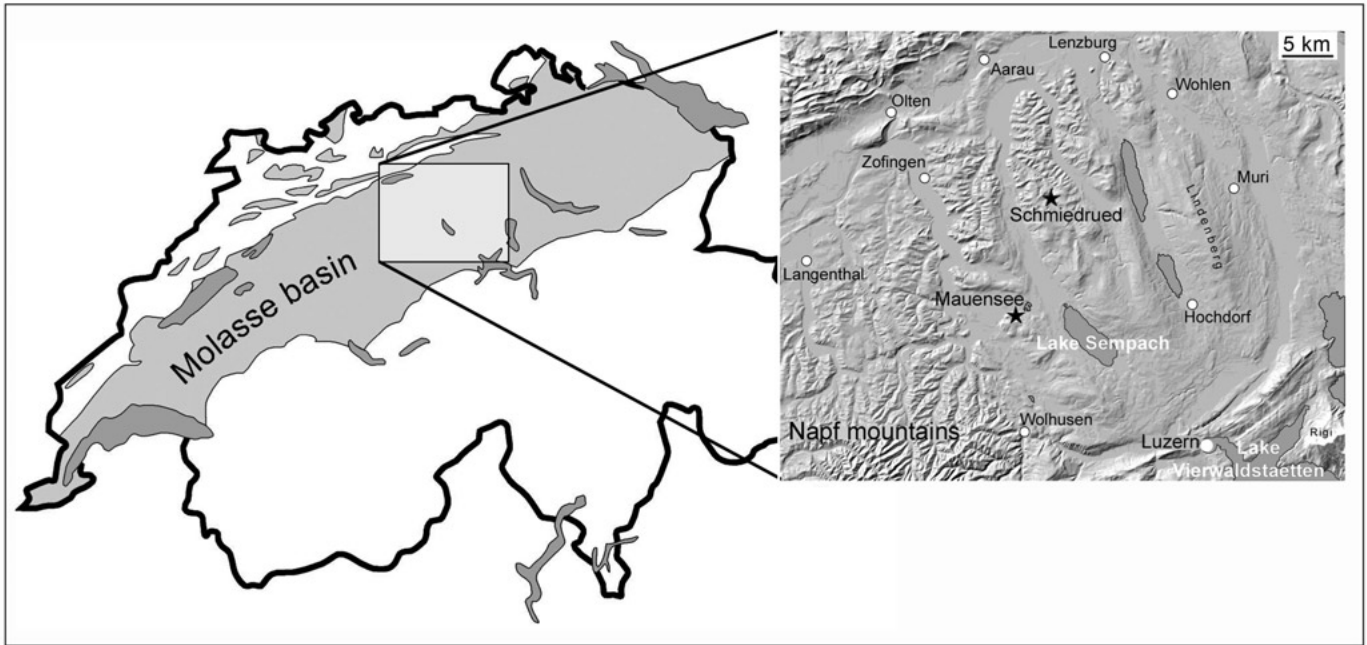 Molasse basin
5 km
Lenzburg
Aarau
Wohlen
Olten
Zofingen
Muri
Schmiedrued
Lindenberg
Langenthal
Mauensee
Hochdorf
Lake Sempach
Wolhusen
Napf mountains
Luzern
Lake
Vierwaldstaetten
Rigi